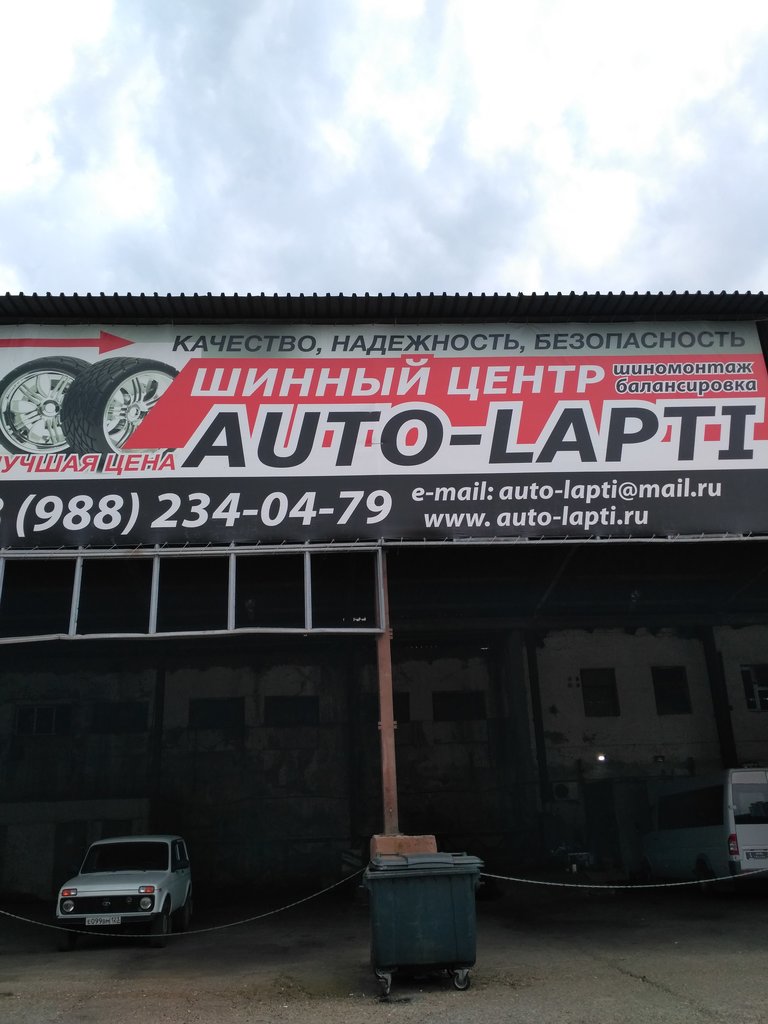 КАЧЕСТВО, НАДЕЖНОСТЬ, БЕЗОПАСНОСТЬ
ШИННЫЙ ЦЕНТР
шиномонтаж
балансировка
AUTO-LAPTI
ЛУЧШАЯ ЦЕНА
8 (988) 234-04-79
e-mail: auto-lapti@mail.ru
www. auto-lapti.ru